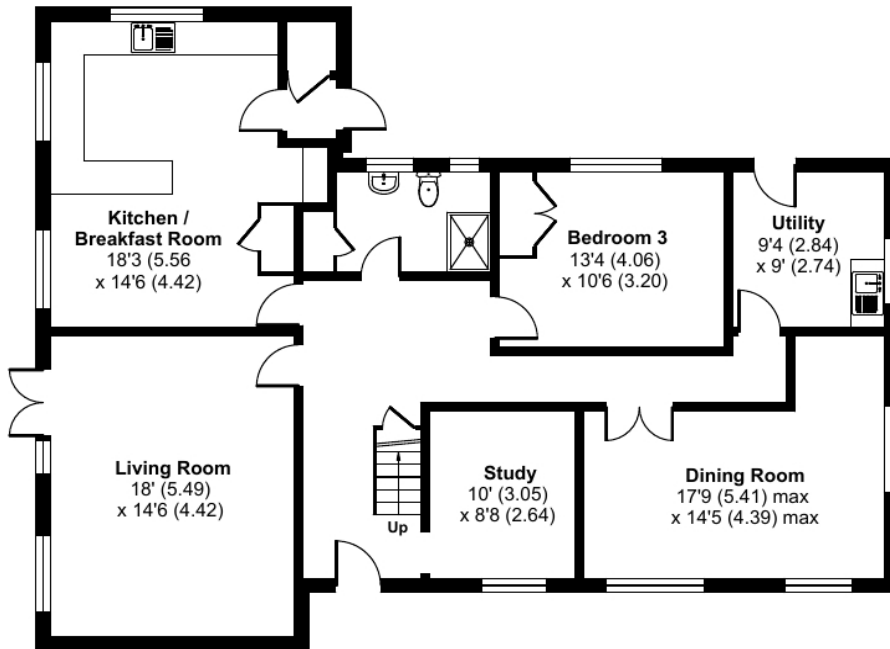 Kitchen /
Breakfast Room
18'3 (5.56
x 14'6 (4.42)
Bedroom 3
13'4 (4.06)
x 10'6 (3.20)
Utility
9'4 (2.84)
x 9' (2.74)
Living Room
18' (5.49)
x 14'6 (4.42)
Up
Study
10' (3.05)
x 8'8 (2.64)
Dining Room
17'9 (5.41) max
x 14'5 (4.39) max